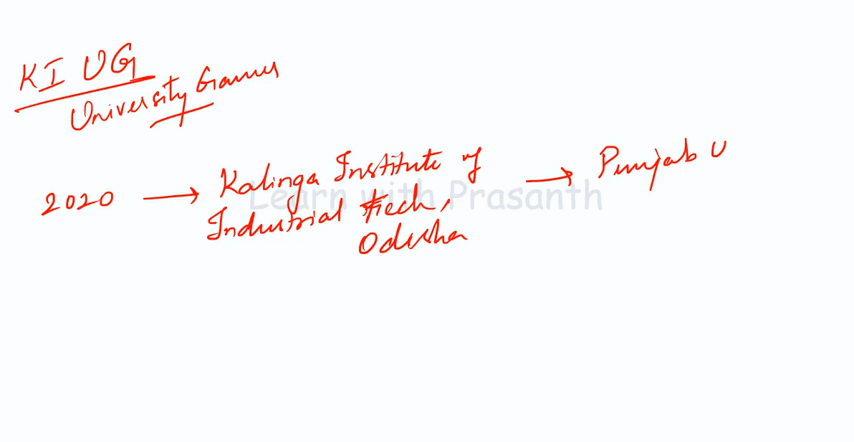 KI UG
University Games
2020 → Kalinga Institute of → Punjab U
Industrial Tech,
Odisha
Learn with Prasanth